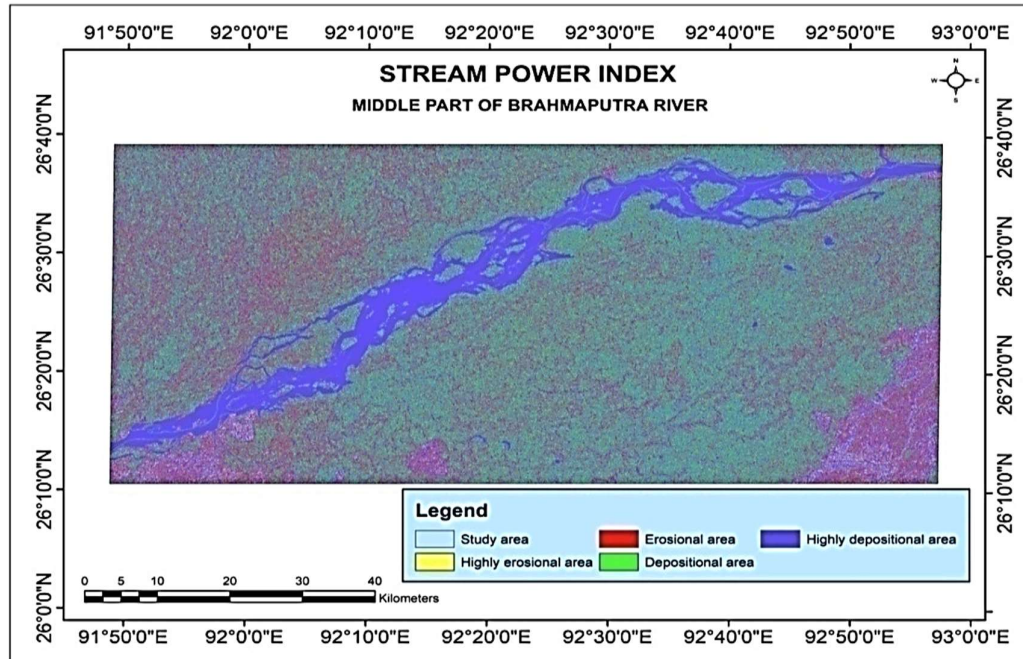 91°50'0"E 92°0'0"E 92°10'0"E 92°20'0"E 92°30'0"E 92°40'0"E 92°50'0"E 93°0'0"E
STREAM POWER INDEX
MIDDLE PART OF BRAHMAPUTRA RIVER
N
W E
S
26°40'0"N 26°40'0"N
26°30'0"N 26°30'0"N
26°20'0"N 26°20'0"N
26°10'0"N 26°10'0"N
26°0'0"N
Legend
Study area Erosional area Highly depositional area
Highly erosional area Depositional area
0 5 10 20 30 40
Kilometers
91°50'0"E 92°0'0"E 92°10'0"E 92°20'0"E 92°30'0"E 92°40'0"E 92°50'0"E 93°0'0"E